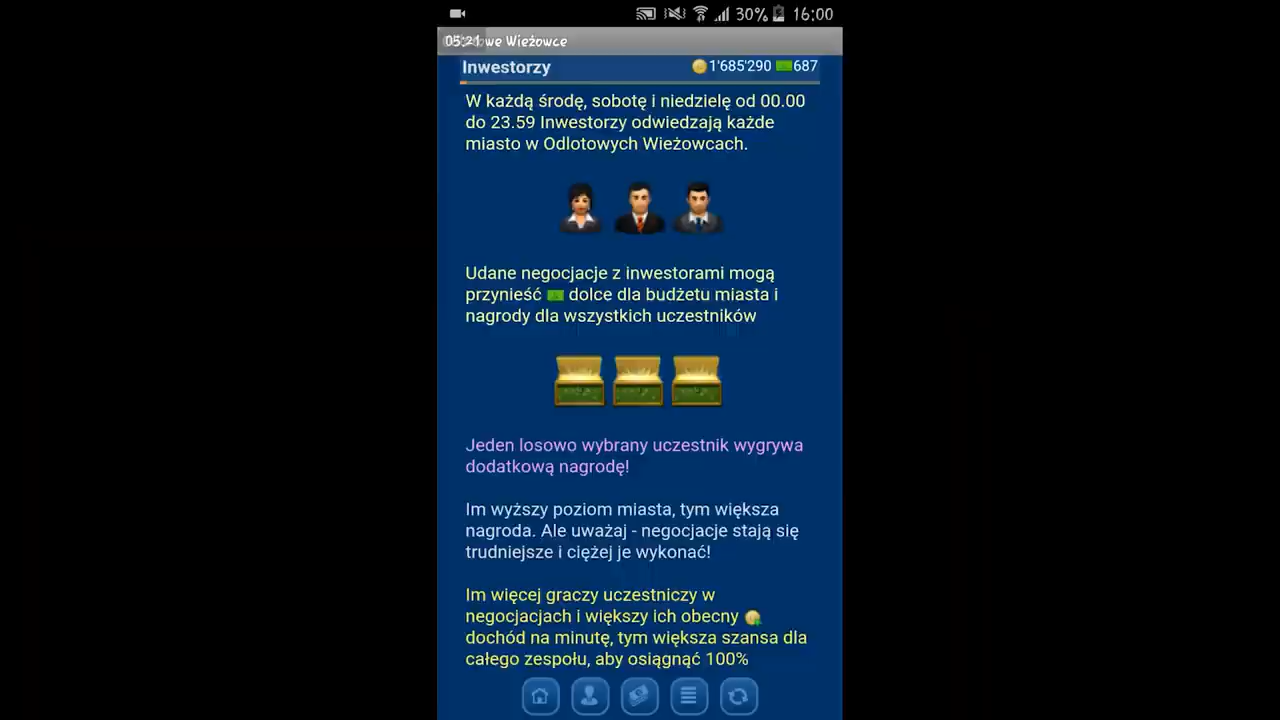 30% 16:00
05:21 we Wieżowce
Inwestorzy 1'685'290 687
W każdą środę, sobotę i niedzielę od 00.00
do 23.59 Inwestorzy odwiedzają każde
miasto w Odlotowych Wieżowcach.
Udane negocjacje z inwestorami mogą
przynieść dolce dla budżetu miasta i
nagrody dla wszystkich uczestników
Jeden losowo wybrany uczestnik wygrywa
dodatkową nagrodę!
Im wyższy poziom miasta, tym większa
nagroda. Ale uważaj - negocjacje stają się
trudniejsze i ciężej je wykonać!
Im więcej graczy uczestniczy w
negocjacjach i większy ich obecny
dochód na minutę, tym większa szansa dla
całego zespołu, aby osiągnąć 100%